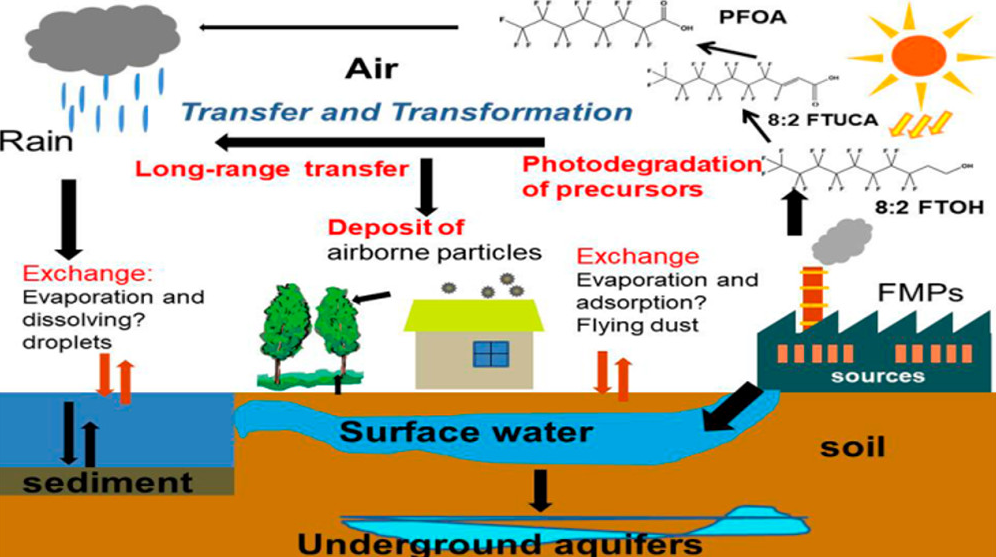 PFOA
Air
8:2 FTUCA
Transfer and Transformation
Rain
Long-range transfer
Photodegradation
of precursors
8:2 FTOH
Deposit of
airborne particles
Exchange:
Evaporation and
dissolving?
droplets
Exchange
Evaporation and
adsorption?
Flying dust
FMPs
sources
Surface water
soil
sediment
Underground aquifers